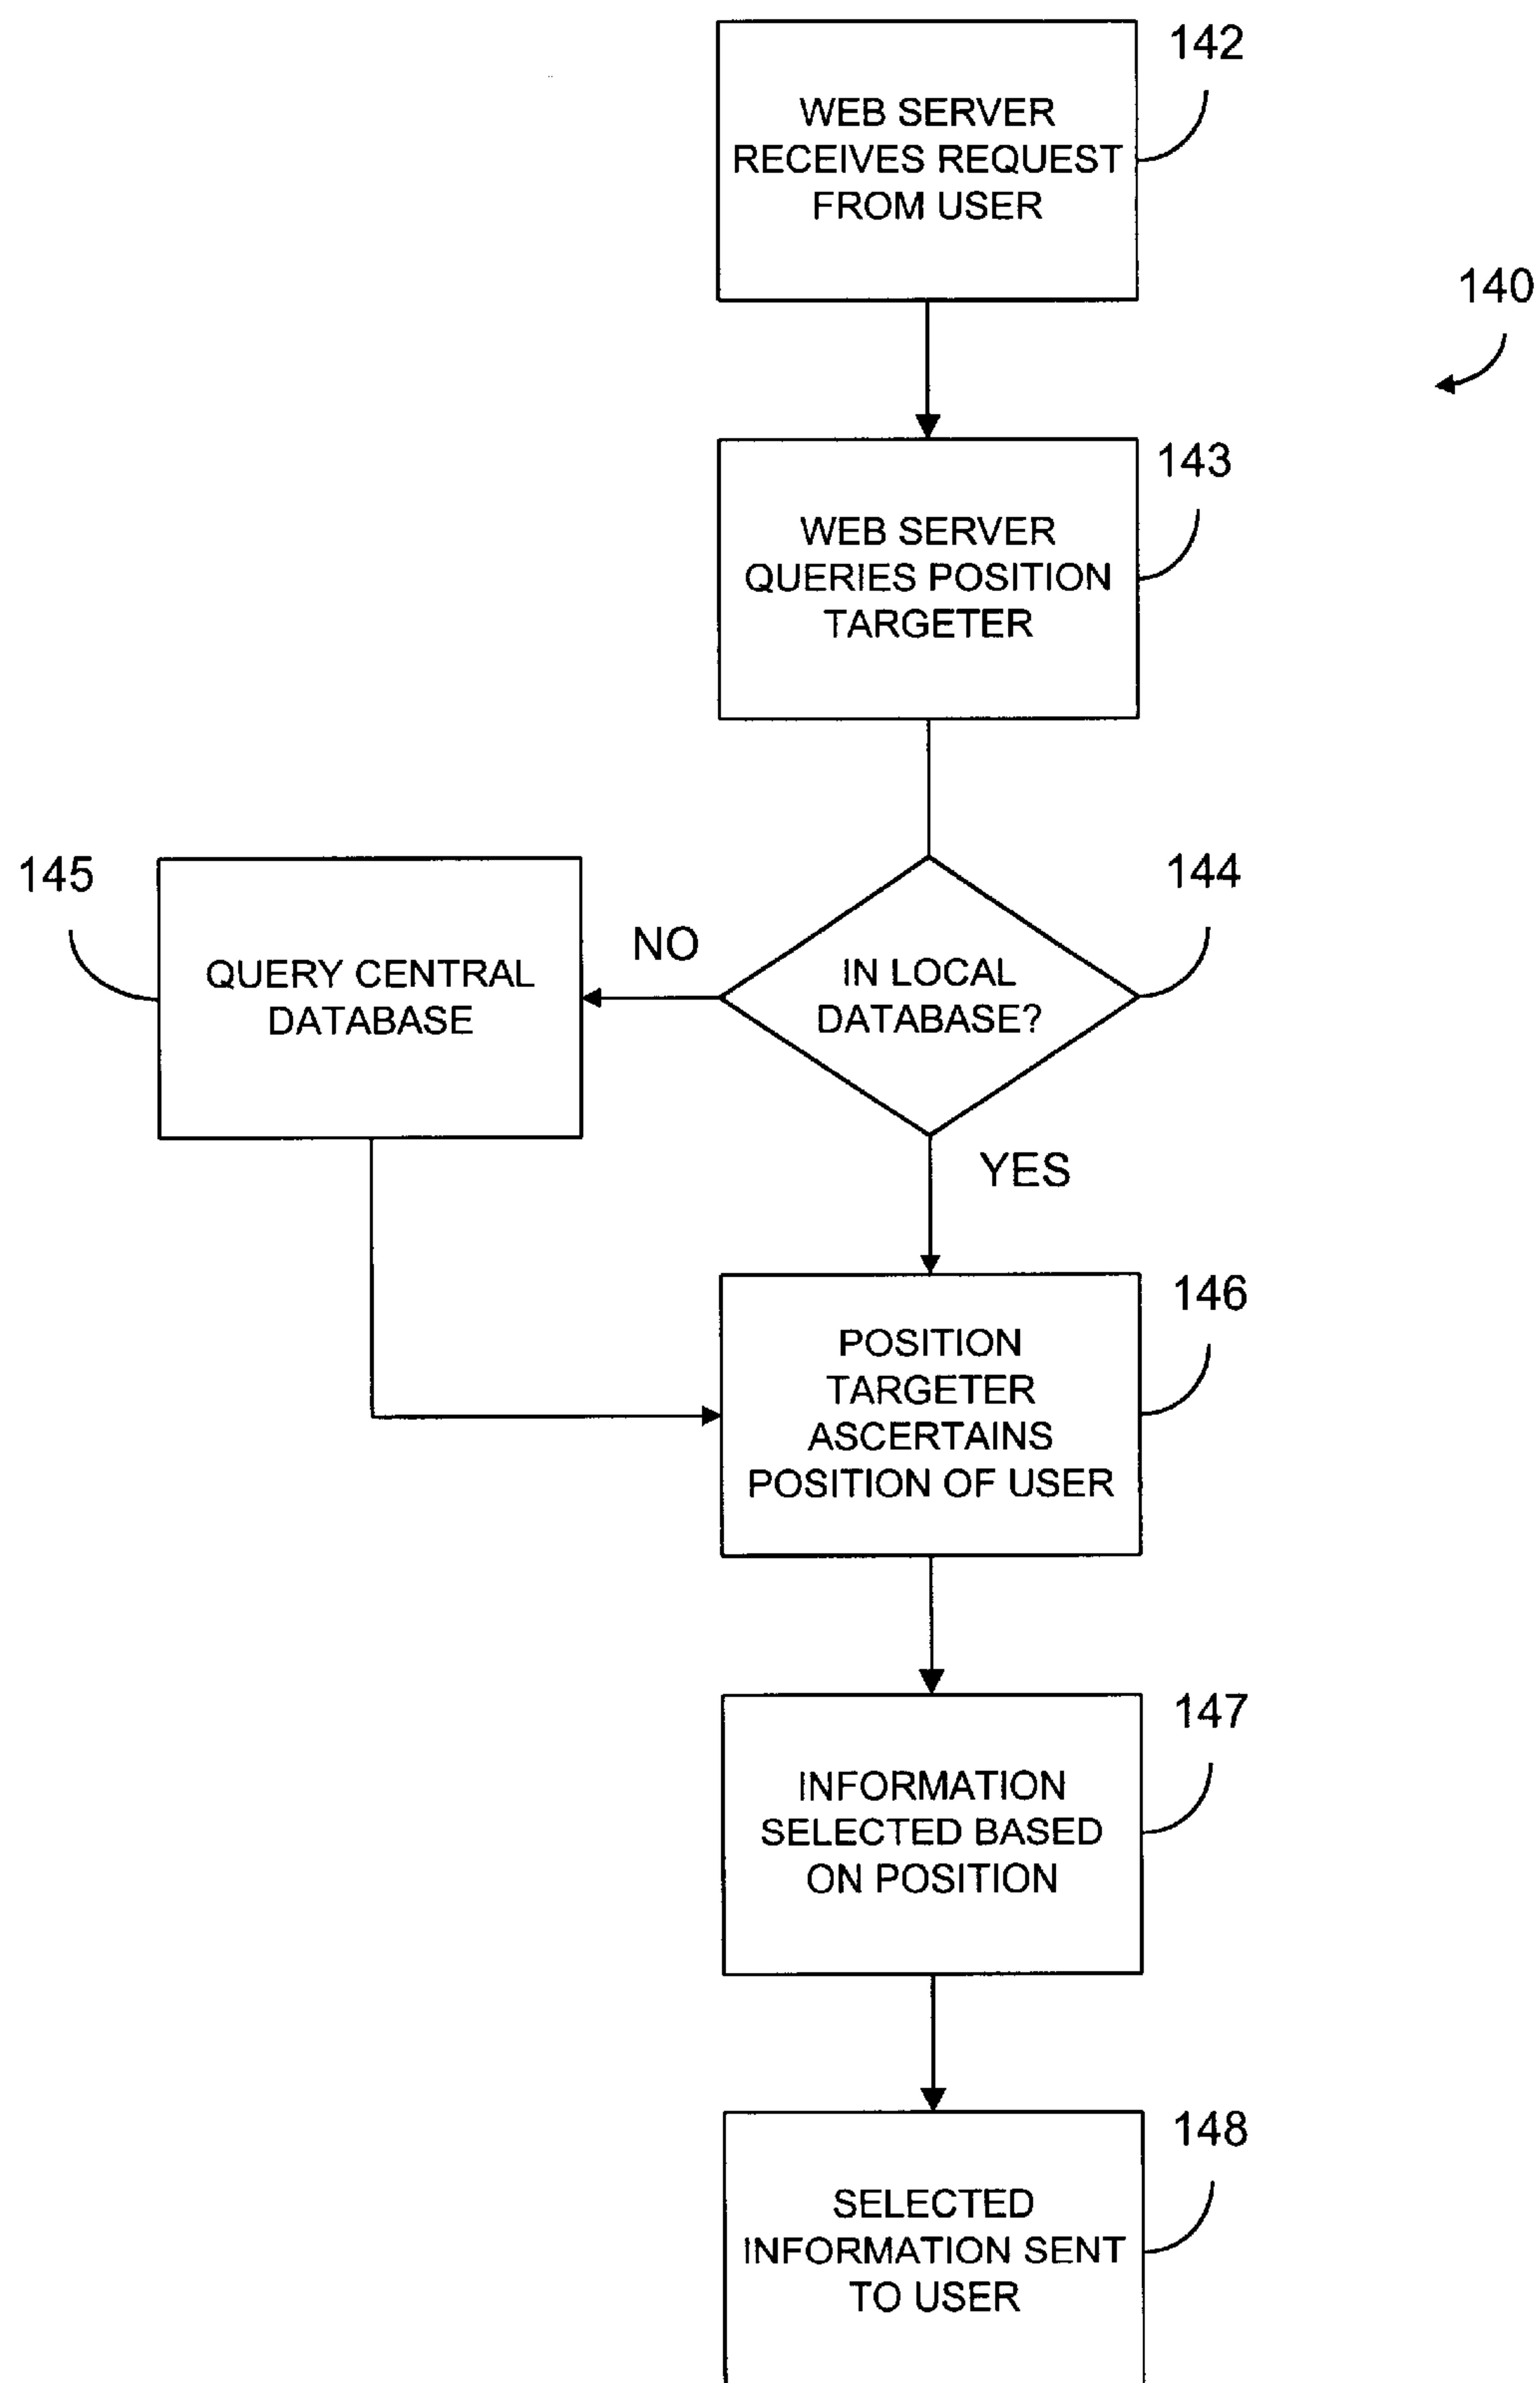 142
WEB SERVER
RECEIVES REQUEST
FROM USER
140
143
WEB SERVER
QUERIES POSITION
TARGETER
145
144
NO
QUERY CENTRAL
DATABASE
IN LOCAL
DATABASE?
YES
146
POSITION
TARGETER
ASCERTAINS
POSITION OF USER
147
INFORMATION
SELECTED BASED
ON POSITION
148
SELECTED
INFORMATION SENT
TO USER